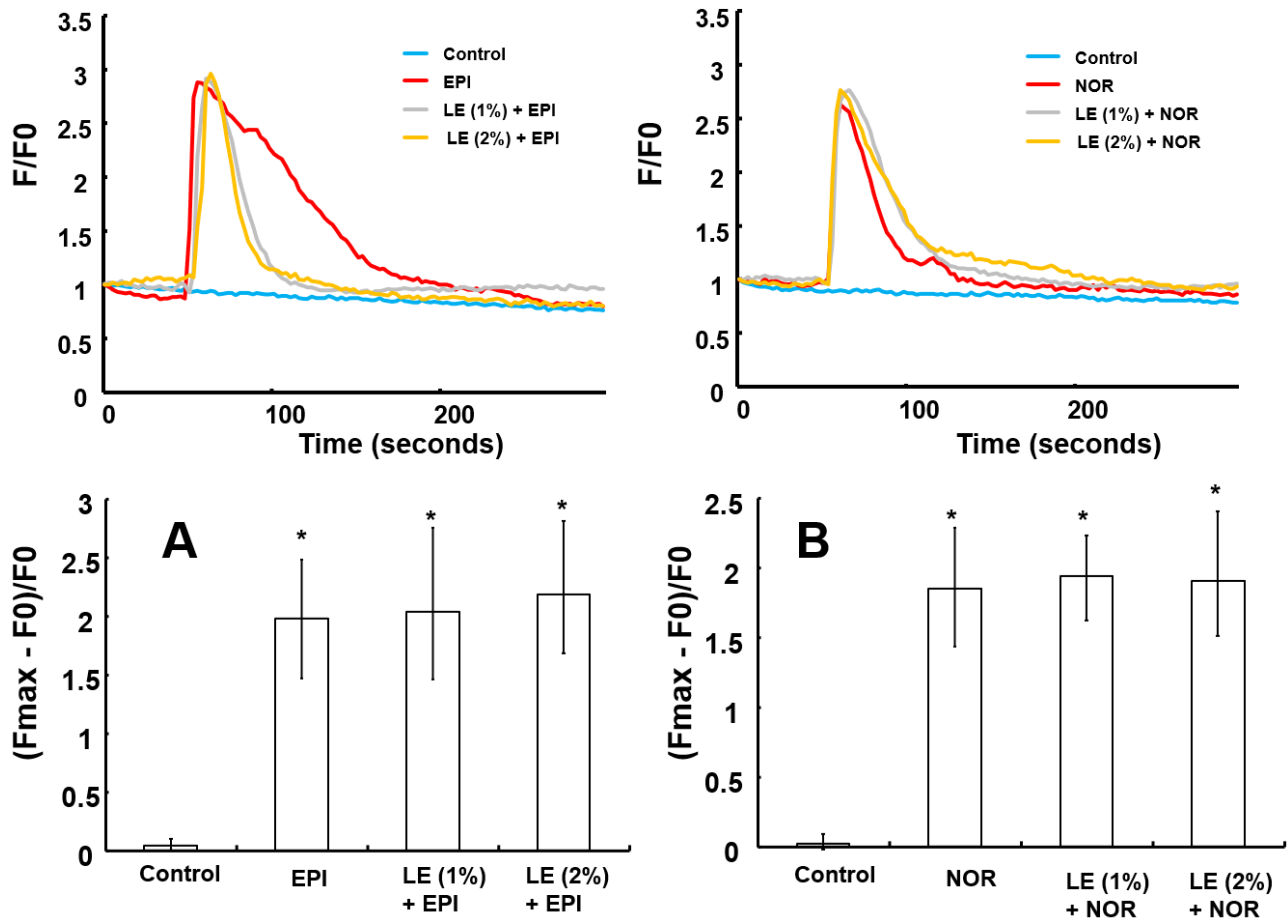 3.5
3
2.5
2
1.5
1
0.5
0
F/F0
Control
EPI
LE (1%) + EPI
LE (2%) + EPI
0
100
200
Time (seconds)
3.5
3
2.5
2
1.5
1
0.5
0
F/F0
Control
NOR
LE (1%) + NOR
LE (2%) + NOR
0
100
200
Time (seconds)
3
2.5
2
1.5
1
0.5
0
(Fmax - F0)/F0
A
*
*
*
Control
EPI
LE (1%)
+ EPI
LE (2%)
+ EPI
2.5
2
1.5
1
0.5
0
(Fmax - F0)/F0
B
*
*
*
Control
NOR
LE (1%)
+ NOR
LE (2%)
+ NOR